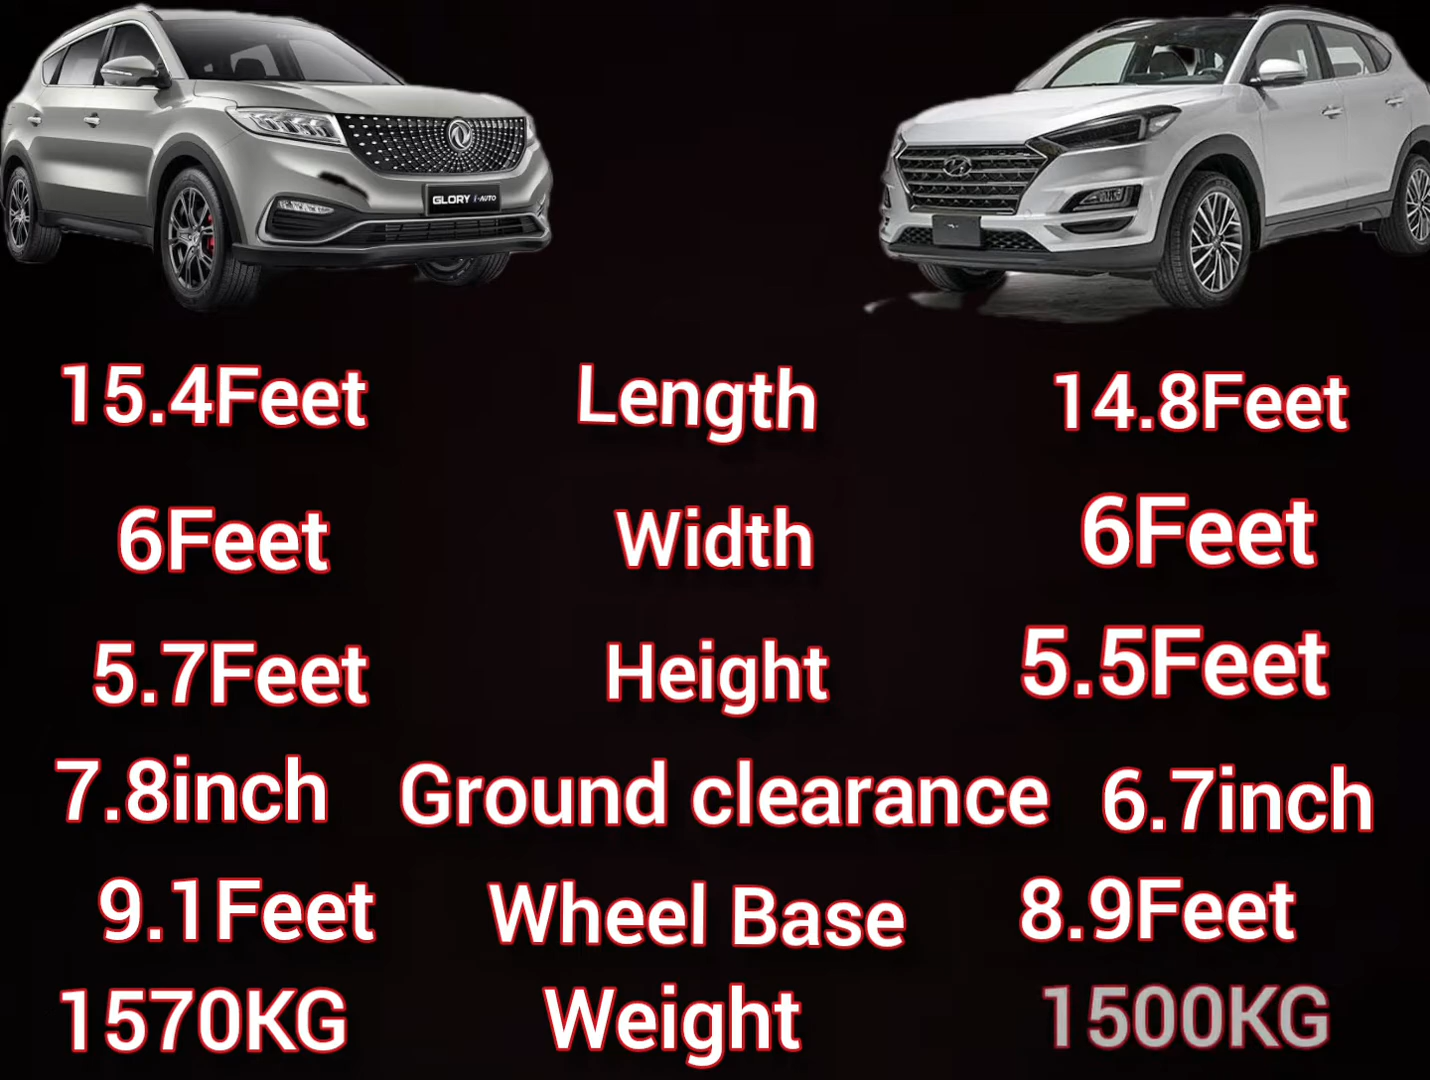 GLORY i-AUTO
15.4Feet Length 14.8Feet
6Feet Width 6Feet
5.7Feet Height 5.5Feet
7.8inch Ground clearance 6.7inch
9.1Feet Wheel Base 8.9Feet
1570KG Weight 1500KG